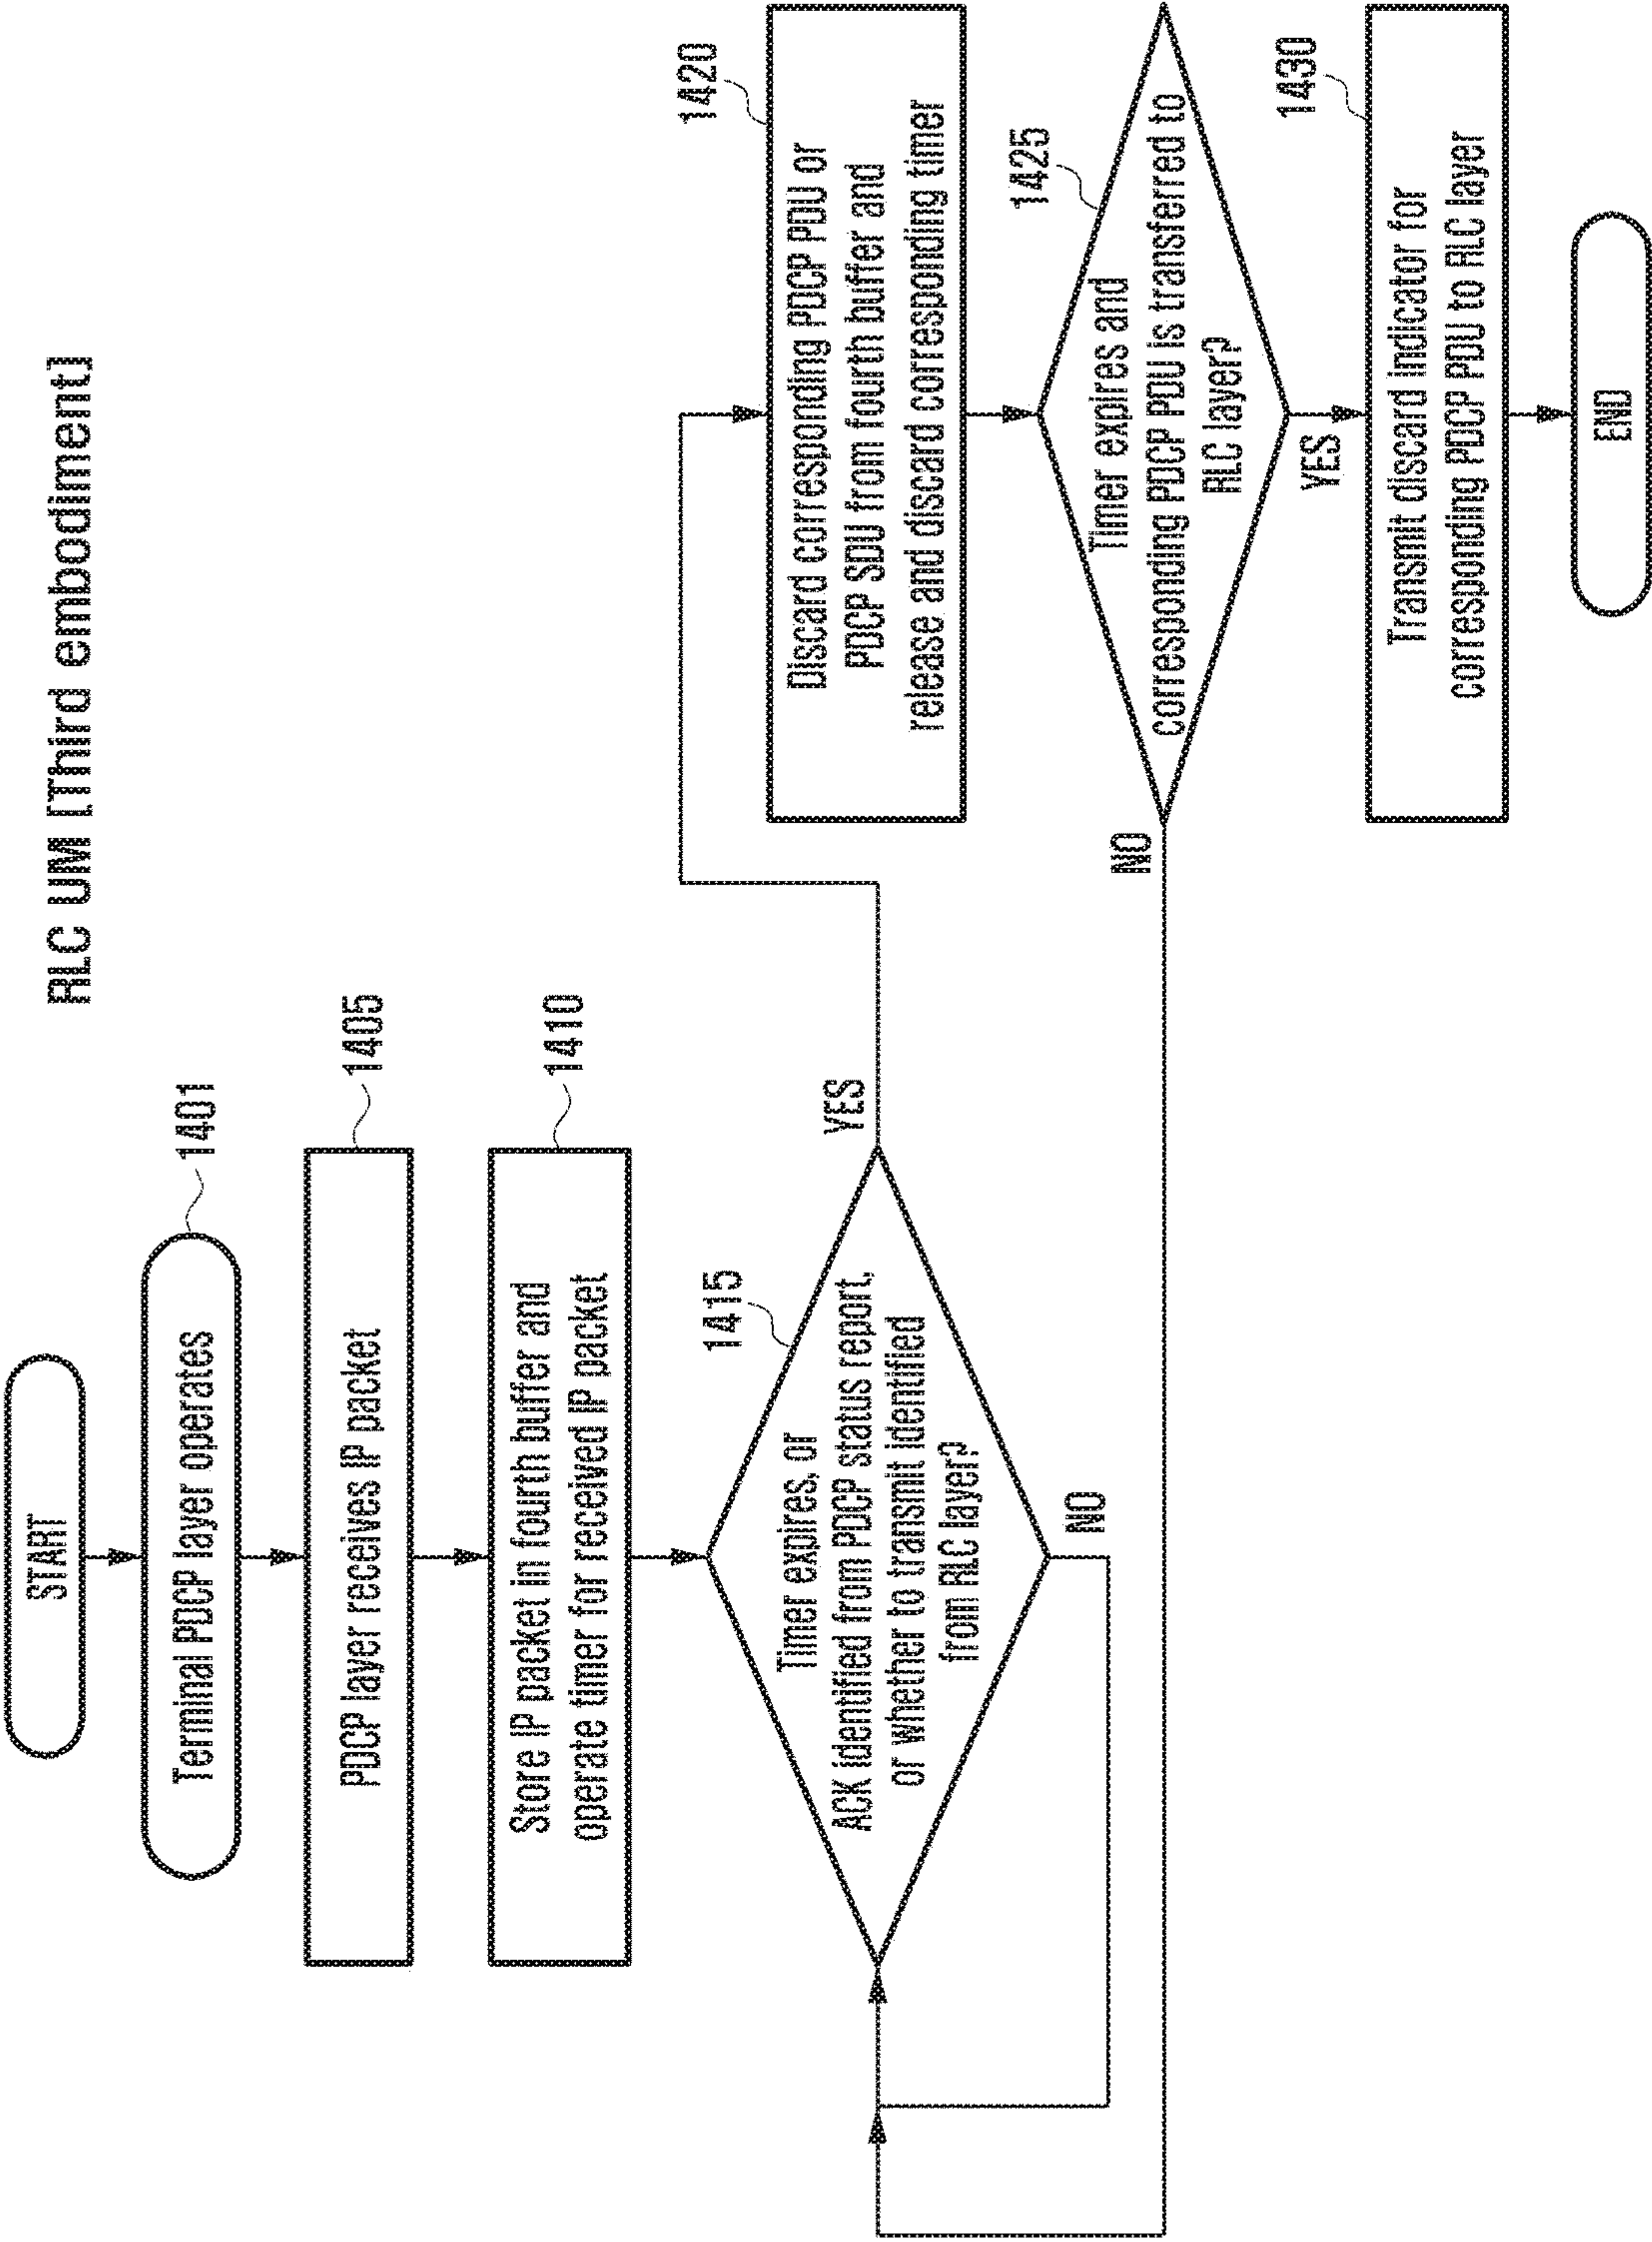 RLC UM [Third embodiment]
START
Terminal PDCP layer operates
1401
PDCP layer receives IP packet
1405
Store IP packet in fourth buffer and
operate timer for received IP packet
1410
1415
Timer expires, or
ACK identified from PDCP status report,
or whether to transmit identified
from RLC layer?
YES
NO
1420
Discard corresponding PDCP PDU or
PDCP SDU from fourth buffer and
release and discard corresponding timer
1425
Timer expires and
corresponding PDCP PDU is transferred to
RLC layer?
NO
YES
1430
Transmit discard indicator for
corresponding PDCP PDU to RLC layer
END